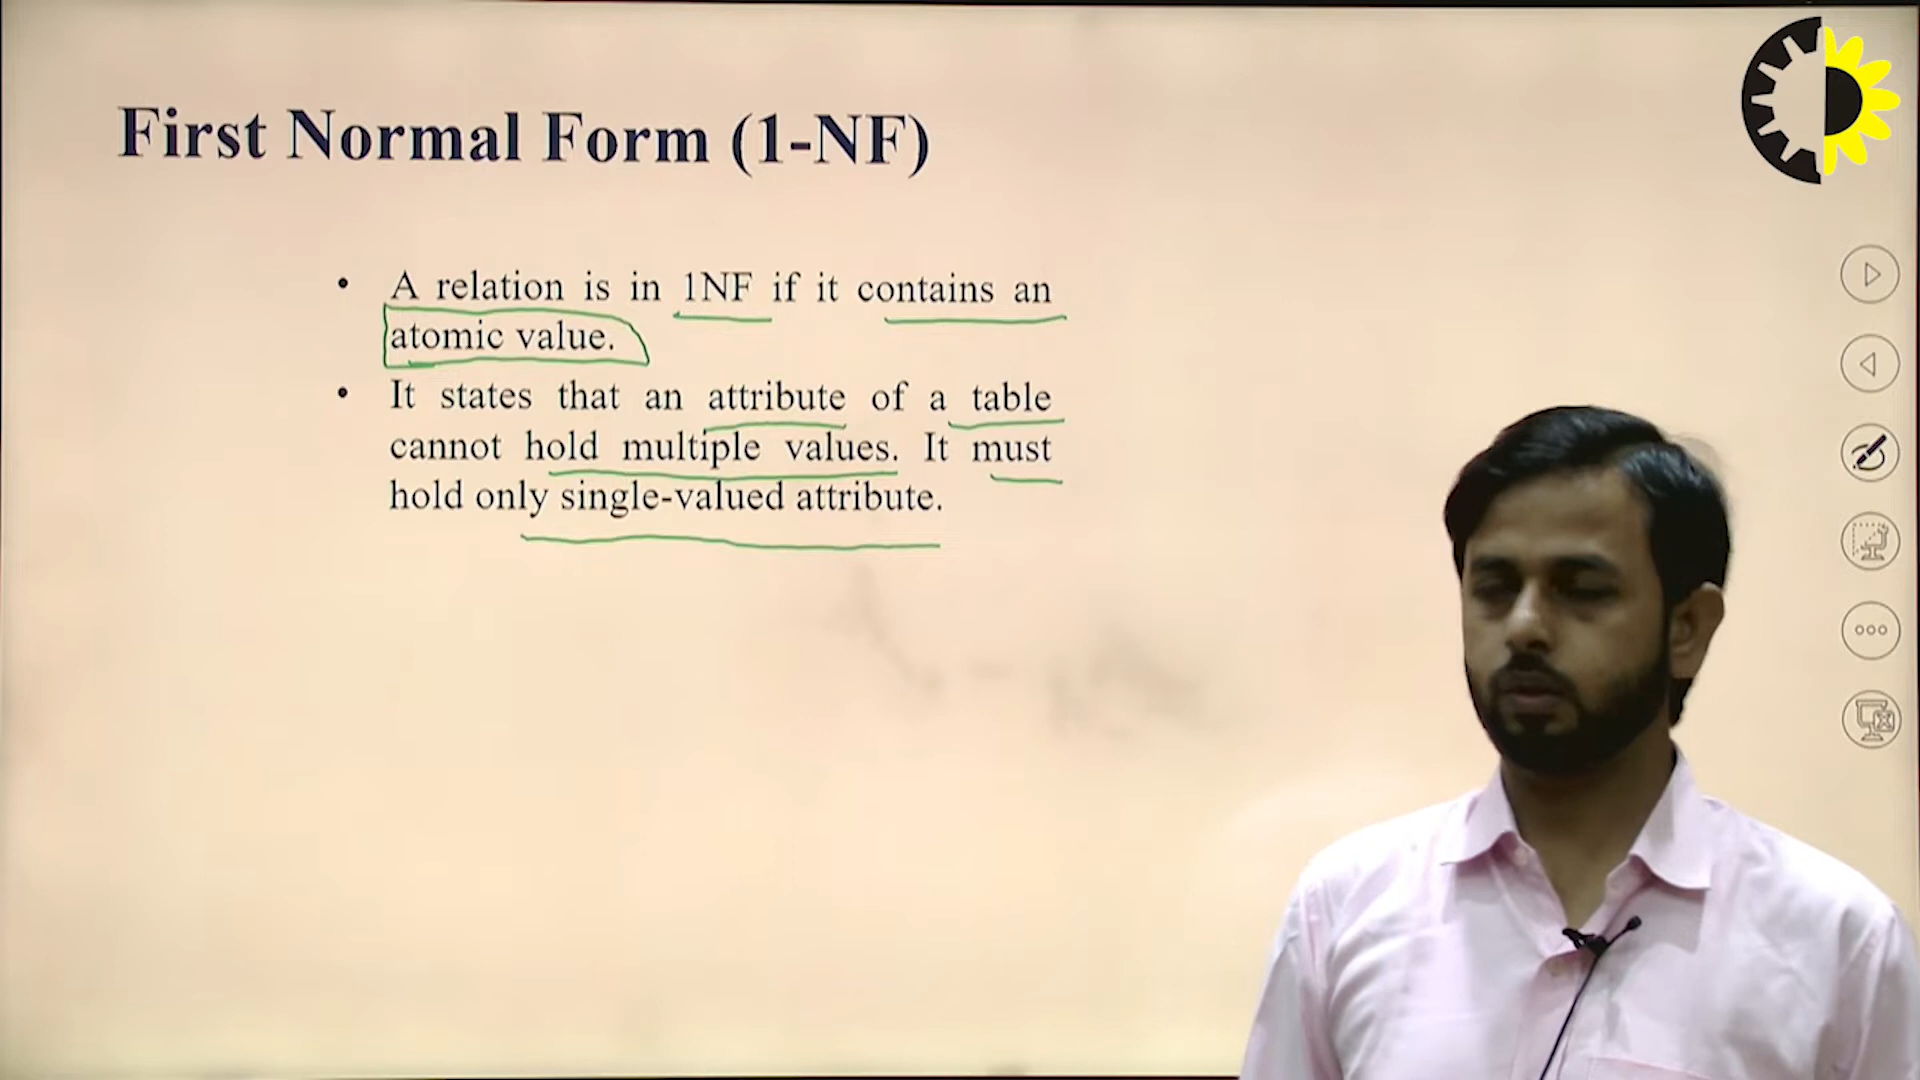 First Normal Form (1-NF)
• A relation is in 1NF if it contains an
atomic value.
• It states that an attribute of a table
cannot hold multiple values. It must
hold only single-valued attribute.